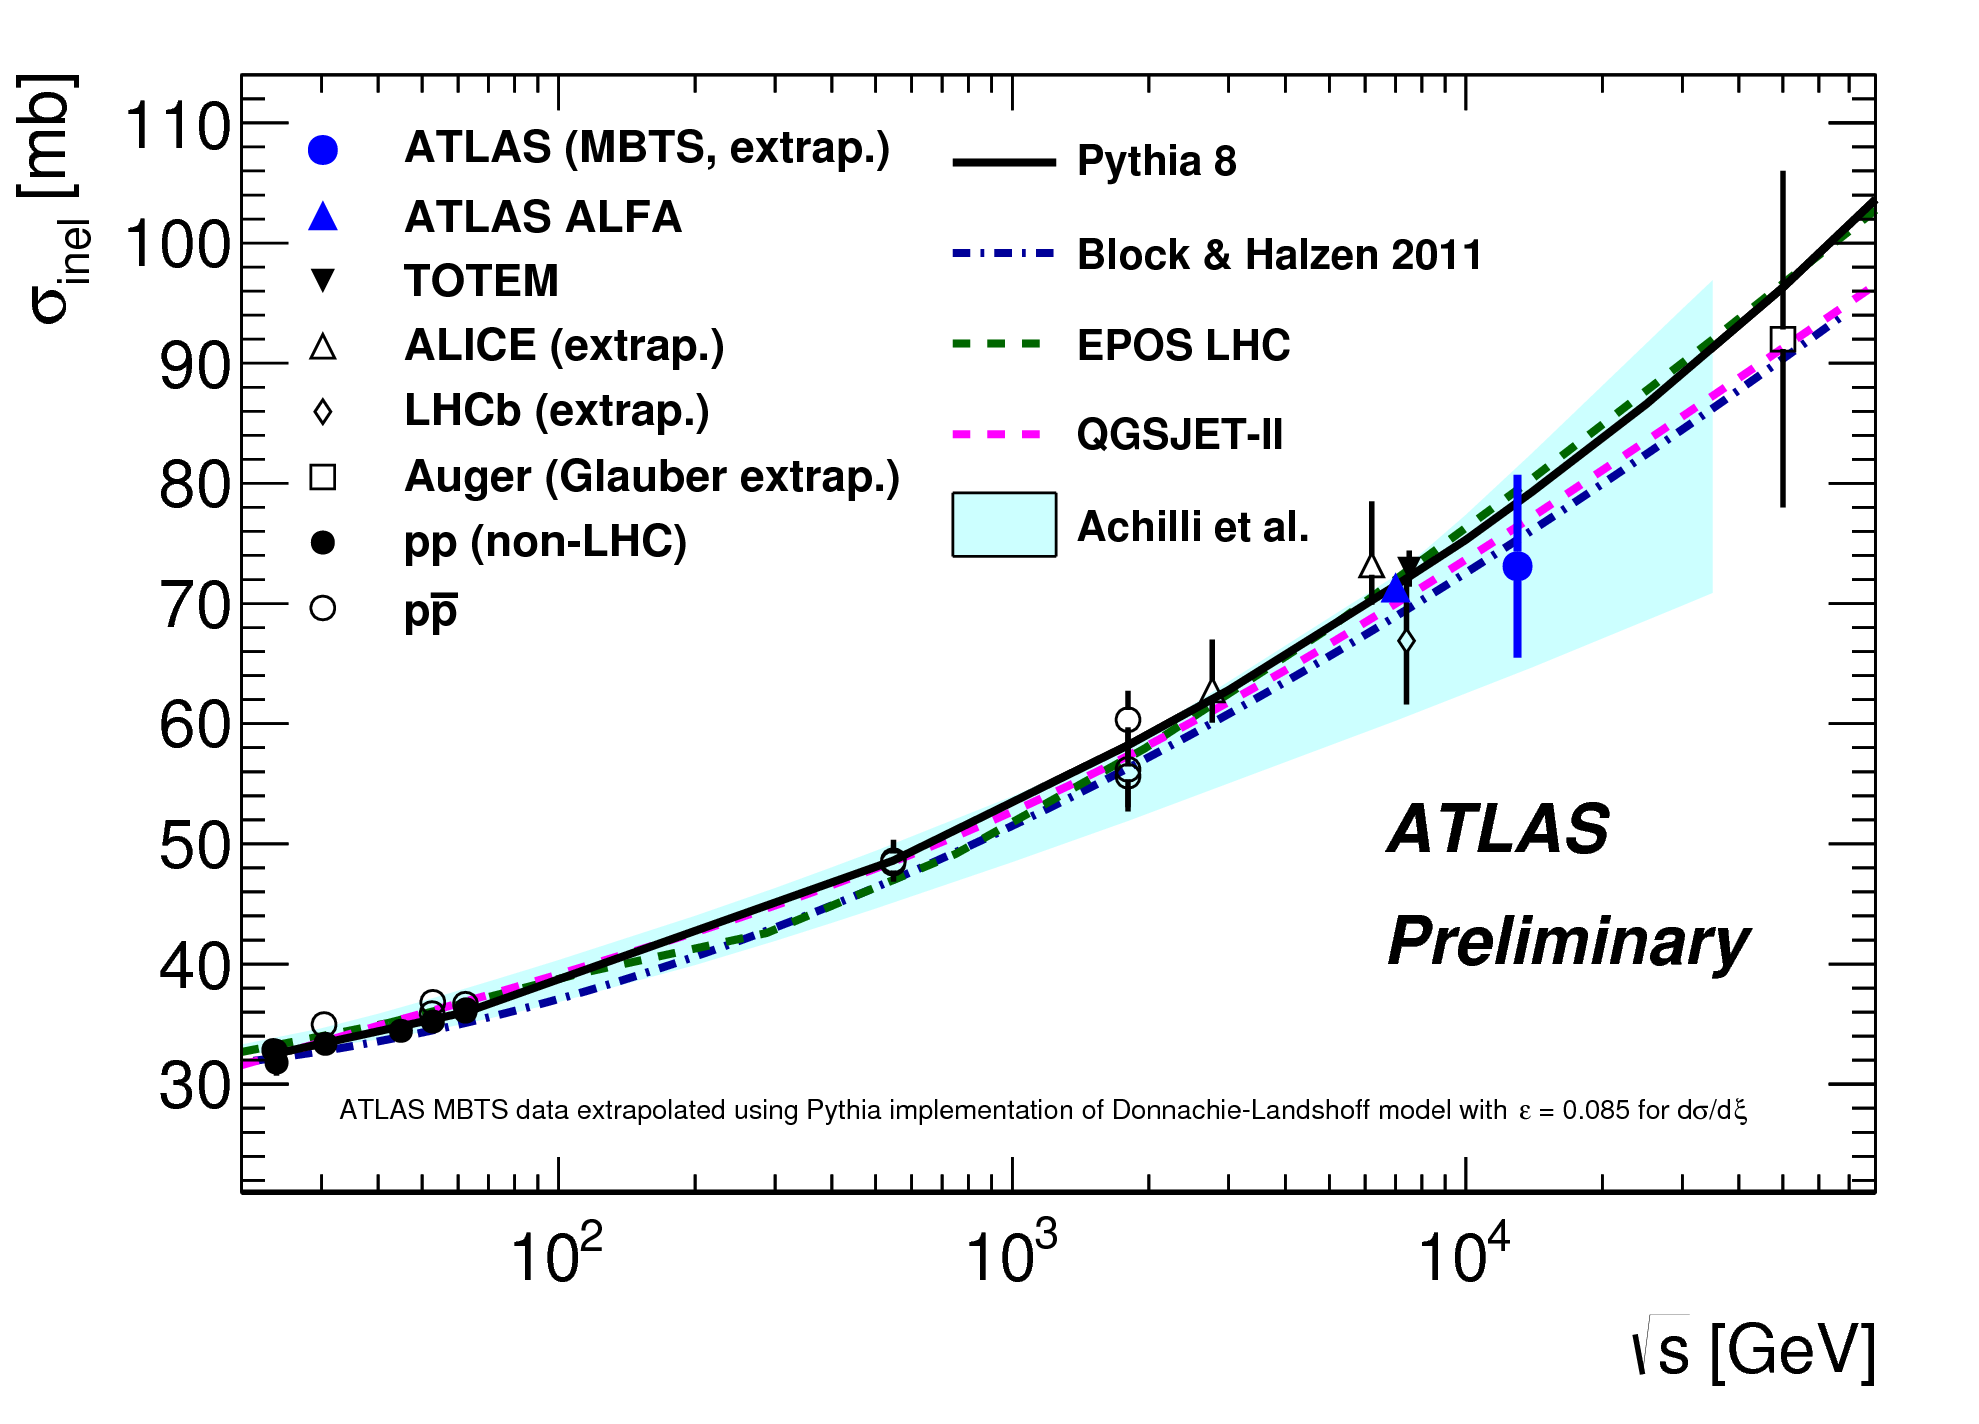 σinel [mb]
110
100
90
80
70
60
50
40
30
ATLAS (MBTS, extrap.)
ATLAS ALFA
TOTEM
ALICE (extrap.)
LHCb (extrap.)
Auger (Glauber extrap.)
pp (non-LHC)
pp̅
Pythia 8
Block & Halzen 2011
EPOS LHC
QGSJET-II
Achilli et al.
ATLAS
Preliminary
ATLAS MBTS data extrapolated using Pythia implementation of Donnachie-Landshoff model with ε = 0.085 for dσ/dξ
10² 10³ 10⁴
√s [GeV]